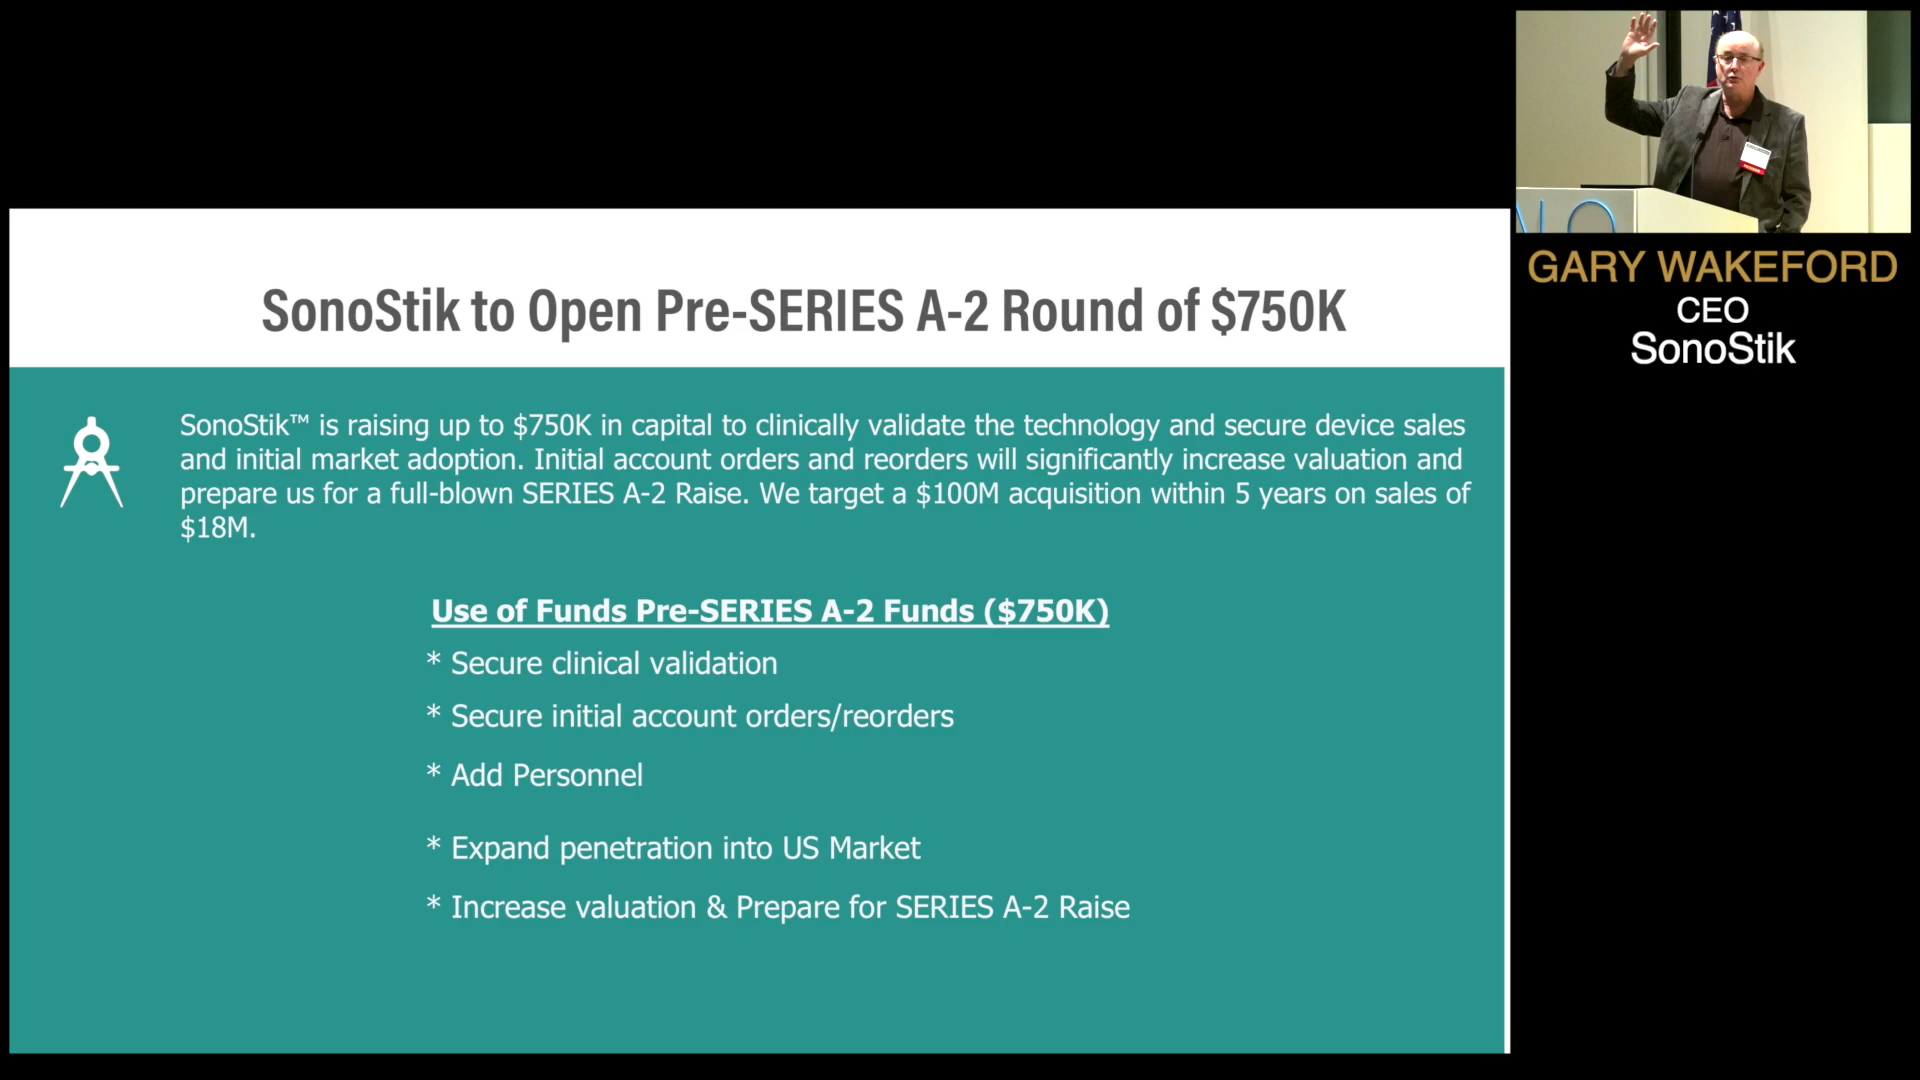 SonoStik to Open Pre-SERIES A-2 Round of $750K
SonoStik™ is raising up to $750K in capital to clinically validate the technology and secure device sales
and initial market adoption. Initial account orders and reorders will significantly increase valuation and
prepare us for a full-blown SERIES A-2 Raise. We target a $100M acquisition within 5 years on sales of
$18M.
Use of Funds Pre-SERIES A-2 Funds ($750K)
* Secure clinical validation
* Secure initial account orders/reorders
* Add Personnel
* Expand penetration into US Market
* Increase valuation & Prepare for SERIES A-2 Raise
GARY WAKEFORD
CEO
SonoStik